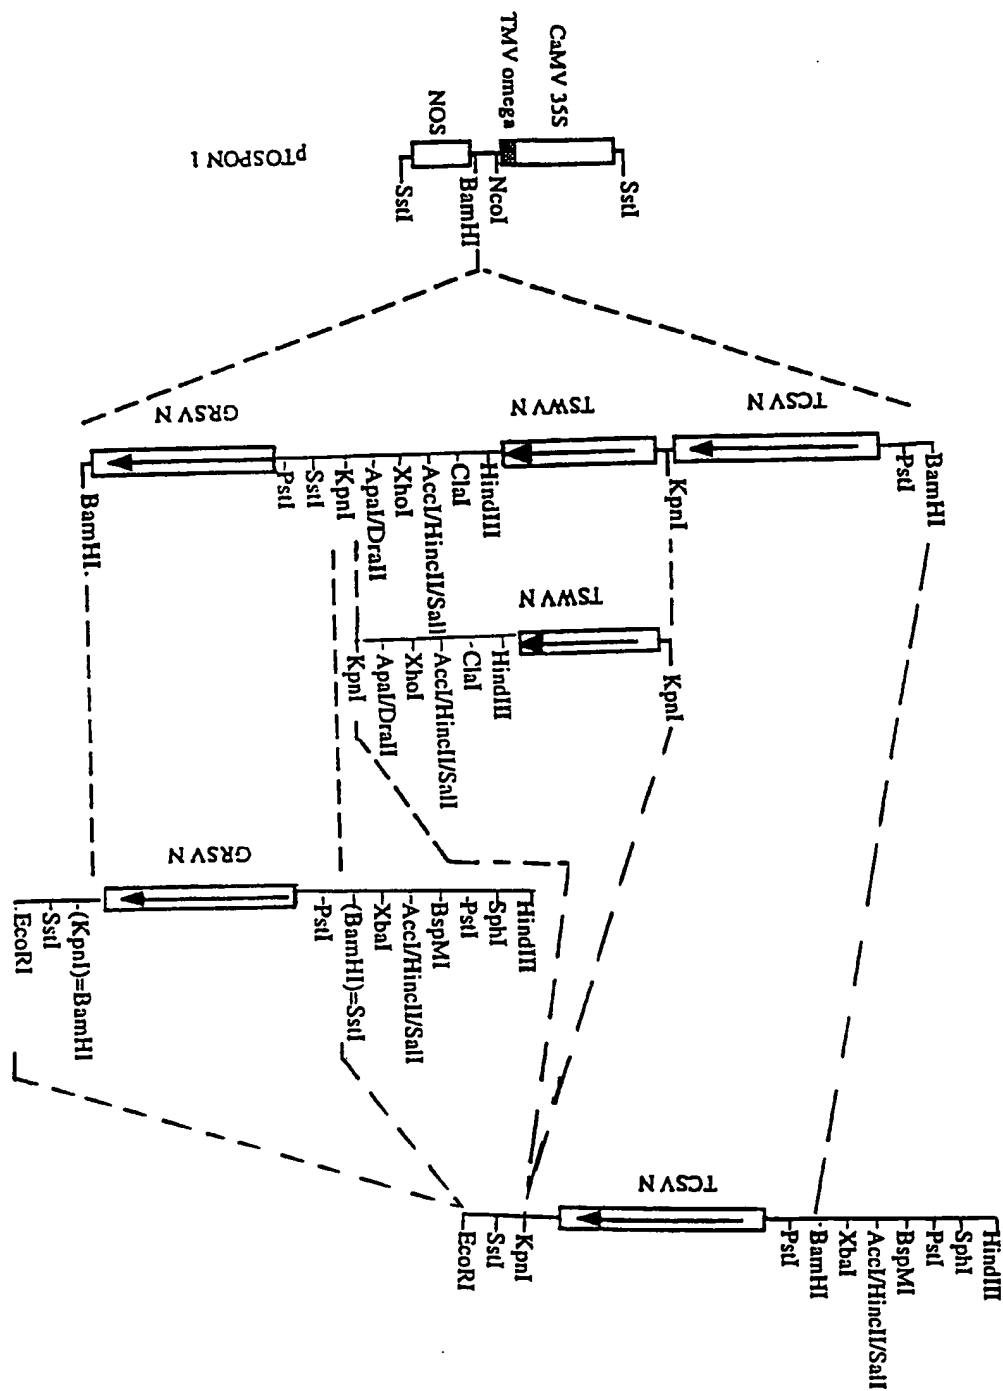 CaMV 35S
TMV omega
NOS
SstI
NcoI
BamHI
SstI
pTOSPON 1
TCSV N
TSWV N
GRSV N
BamHI
PstI
KpnI
HindIII
ClaI
AccI/HincII/SalI
XhoI
ApaI/DraII
KpnI
SstI
PstI
BamHI
TSWV N
KpnI
HindIII
ClaI
AccI/HincII/SalI
XhoI
ApaI/DraII
KpnI
GRSV N
HindIII
SphI
PstI
BspMI
AccI/HincII/SalI
XbaI
(BamHI)=SstI
PstI
(KpnI)=BamHI
SstI
EcoRI
TCSV N
HindIII
SphI
PstI
BspMI
AccI/HincII/SalI
XbaI
BamHI
PstI
KpnI
SstI
EcoRI